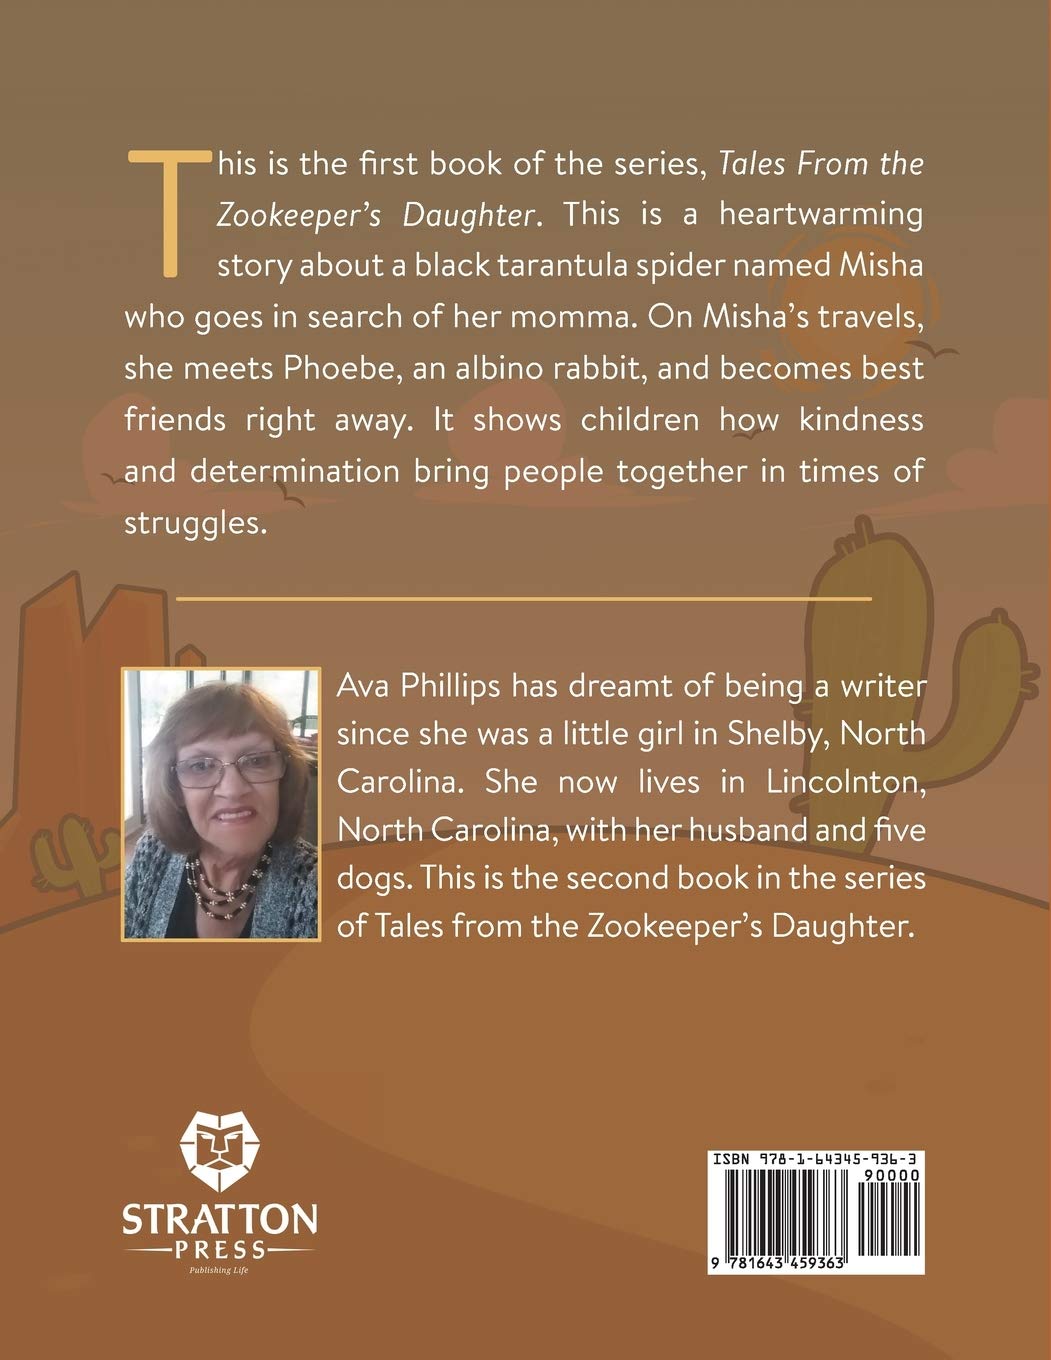 This is the first book of the series, Tales From the
Zookeeper's Daughter. This is a heartwarming
story about a black tarantula spider named Misha
who goes in search of her momma. On Misha's travels,
she meets Phoebe, an albino rabbit, and becomes best
friends right away. It shows children how kindness
and determination bring people together in times of
struggles.
Ava Phillips has dreamt of being a writer
since she was a little girl in Shelby, North
Carolina. She now lives in Lincolnton,
North Carolina, with her husband and five
dogs. This is the second book in the series
of Tales from the Zookeeper's Daughter.
STRATTON
PRESS
Publishing Life
ISBN 978-1-64345-936-3
90000
9 781643 459363